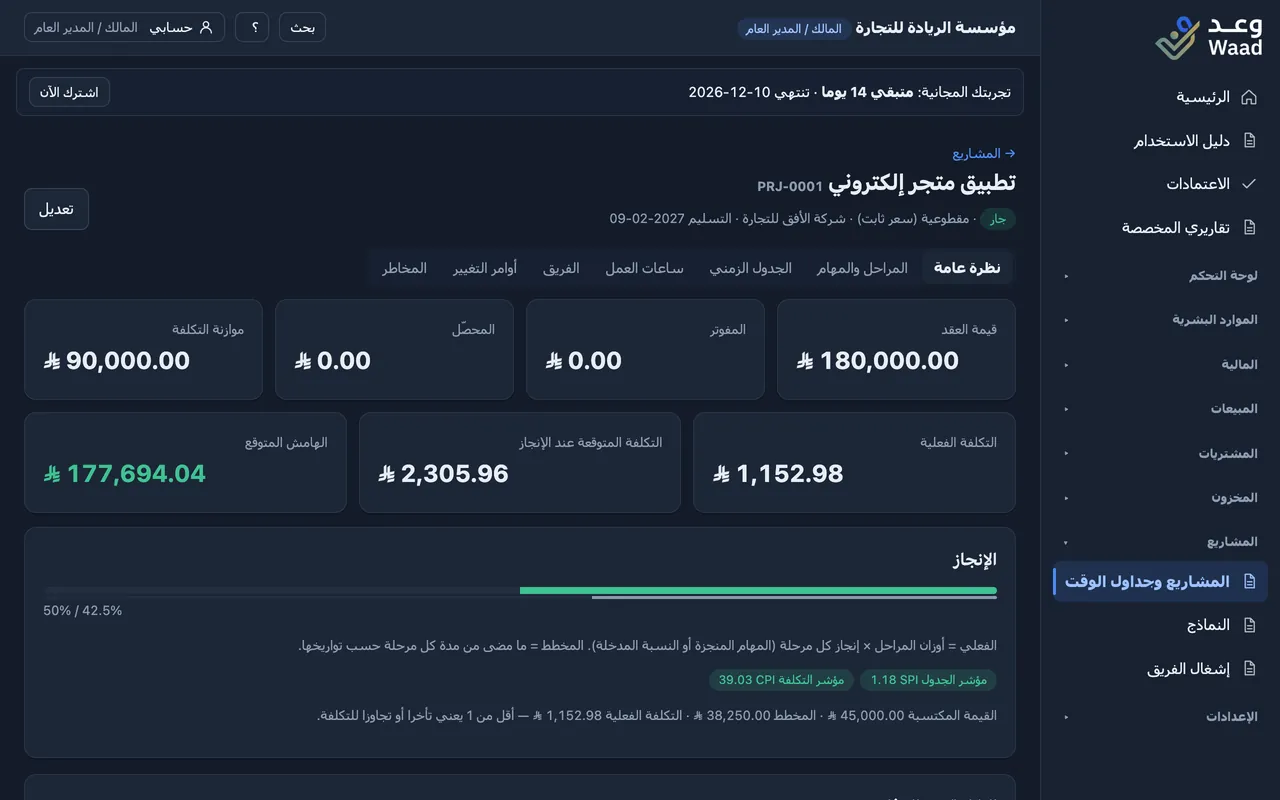 وعد
Waad
الرئيسية
دليل الاستخدام
الاعتمادات
تقاريري المخصصة
لوحة التحكم
الموارد البشرية
المالية
المبيعات
المشتريات
المخزون
المشاريع
المشاريع وجداول الوقت
النماذج
إشغال الفريق
الإعدادات
مؤسسة الريادة للتجارة المالك / المدير العام
بحث
؟
حسابي المالك / المدير العام
تجربتك المجانية: متبقي 14 يوما · تنتهي 10-12-2026
اشترك الآن
→ المشاريع
تطبيق متجر إلكتروني PRJ-0001
جارٍ · مقطوعية (سعر ثابت) · شركة الأفق للتجارة · التسليم 2027-02-09
تعديل
نظرة عامة المراحل والمهام الجدول الزمني ساعات العمل الفريق أوامر التغيير المخاطر
قيمة العقد
180,000.00 ⃁
المفوتر
0.00 ⃁
المحصّل
0.00 ⃁
موازنة التكلفة
90,000.00 ⃁
التكلفة الفعلية
1,152.98 ⃁
التكلفة المتوقعة عند الإنجاز
2,305.96 ⃁
الهامش المتوقع
177,694.04 ⃁
الإنجاز
50% / 42.5%
الفعلي = أوزان المراحل × إنجاز كل مرحلة (المهام المنجزة أو النسبة المدخلة). المخطط = ما مضى من مدة كل مرحلة حسب تواريخها.
مؤشر الجدول SPI 1.18 مؤشر التكلفة CPI 39.03
القيمة المكتسبة 45,000.00 ⃁ · المخطط 38,250.00 ⃁ · التكلفة الفعلية 1,152.98 ⃁ — أقل من 1 يعني تأخرا أو تجاوزا للتكلفة.